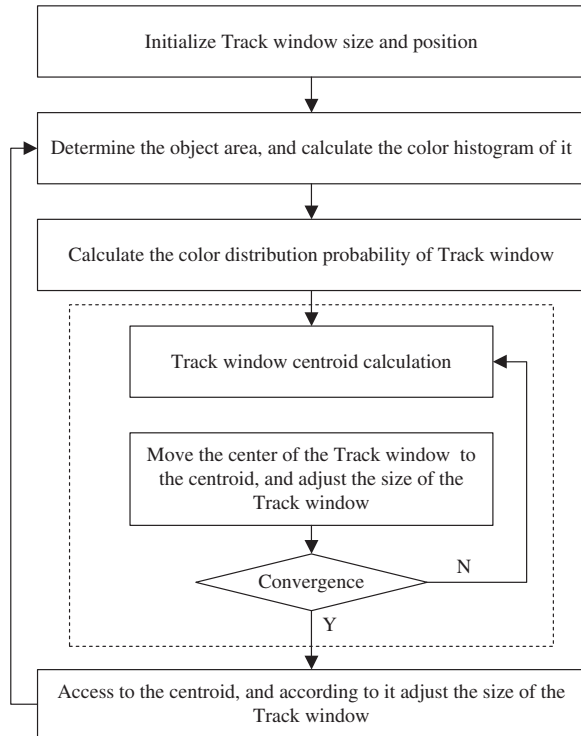 Initialize Track window size and position
Determine the object area, and calculate the color histogram of it
Calculate the color distribution probability of Track window
Track window centroid calculation
Move the center of the Track window to
the centroid, and adjust the size of the
Track window
Convergence
N
Y
Access to the centroid, and according to it adjust the size of the
Track window